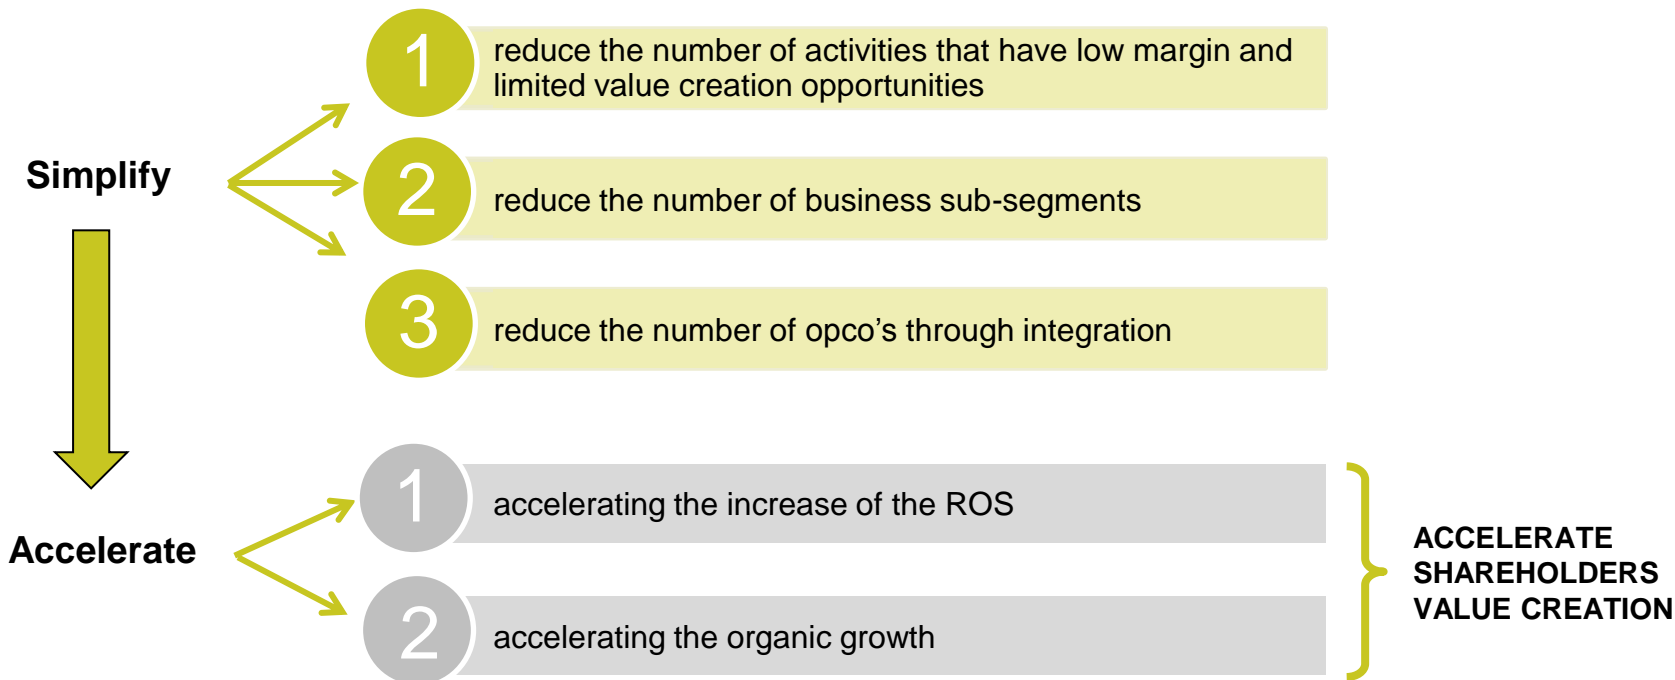 Simplify
1
reduce the number of activities that have low margin and
limited value creation opportunities
2
reduce the number of business sub-segments
3
reduce the number of opco’s through integration
Accelerate
1
accelerating the increase of the ROS
2
accelerating the organic growth
ACCELERATE
SHAREHOLDERS
VALUE CREATION